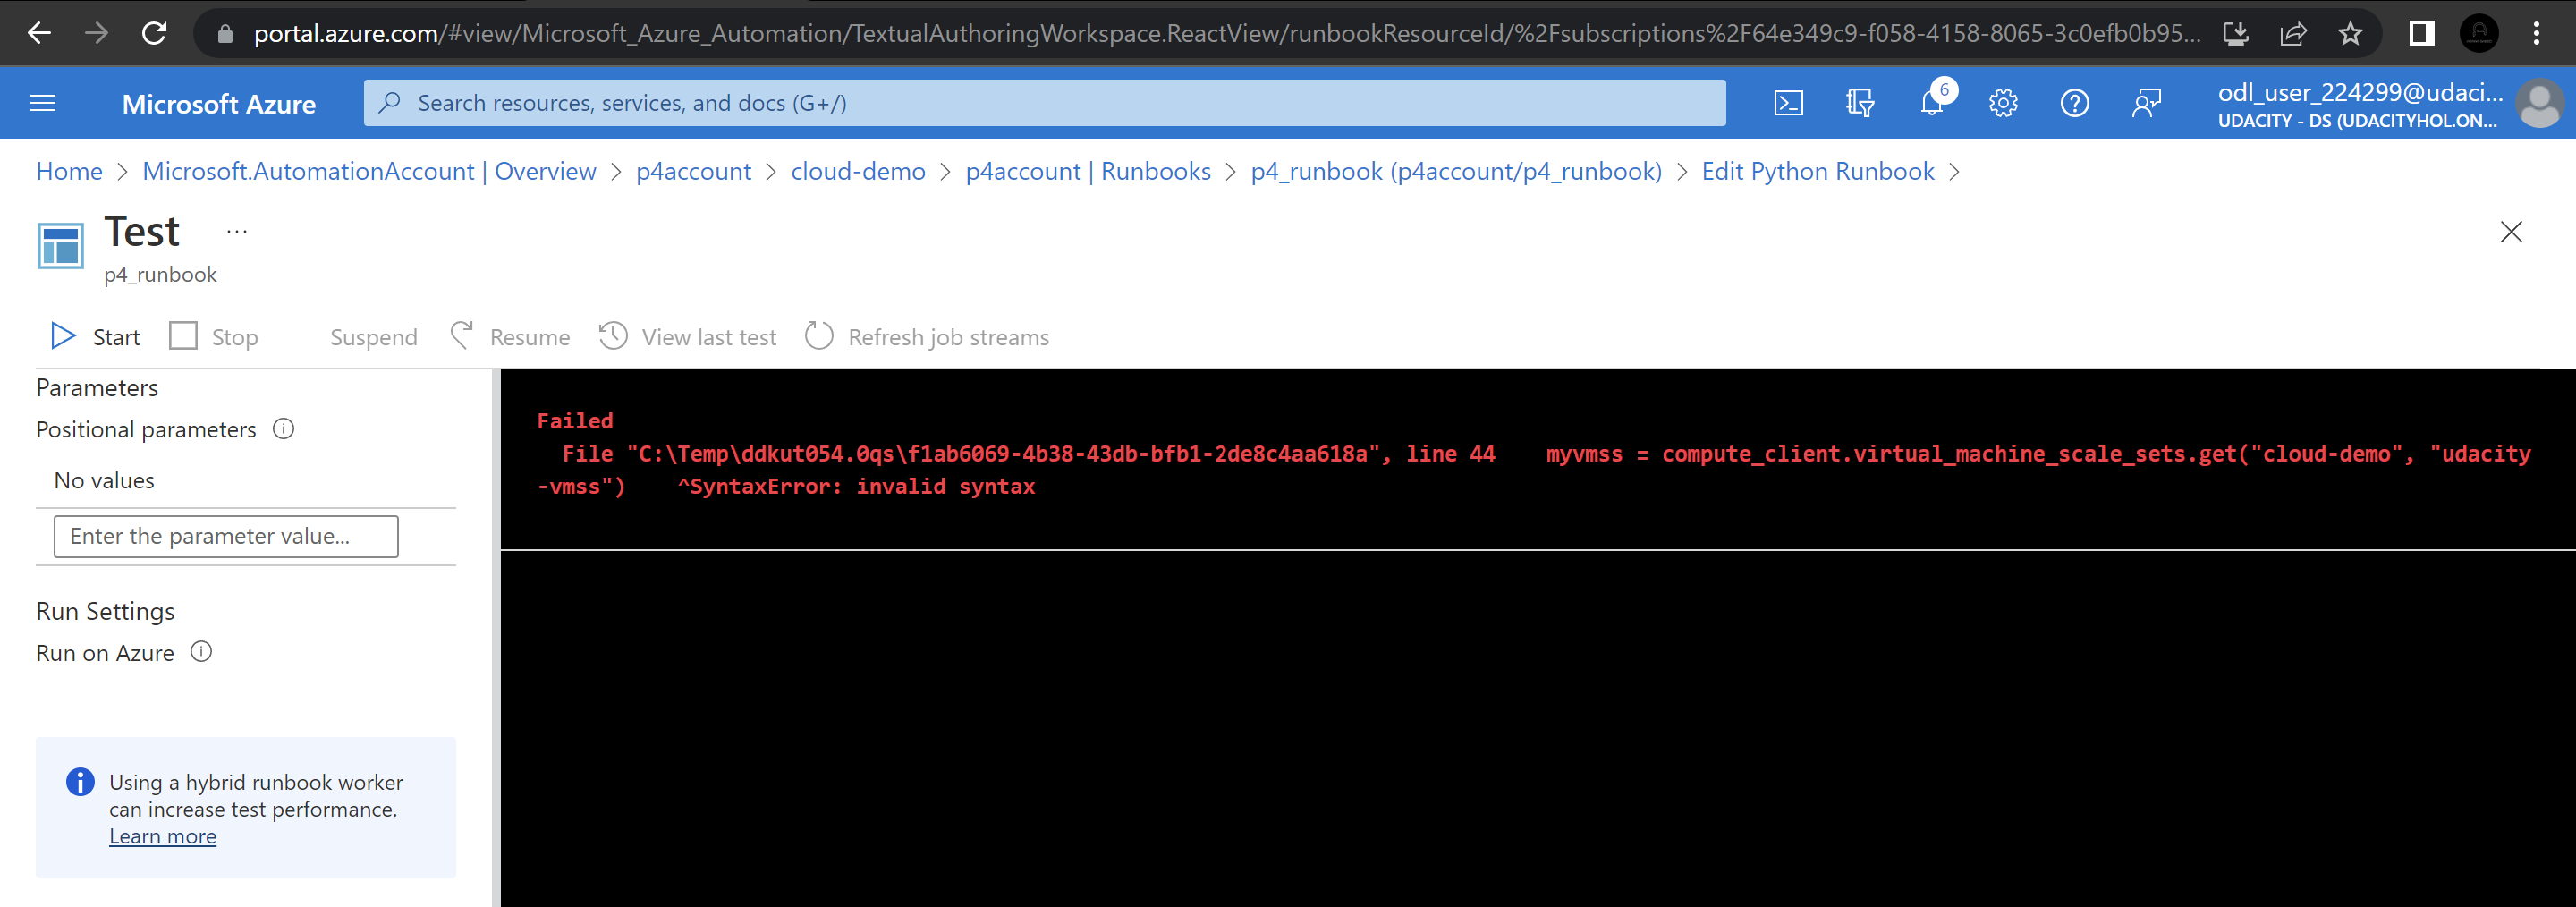 portal.azure.com/#view/Microsoft_Azure_Automation/TextualAuthoringWorkspace.ReactView/runbookResourceId/%2Fsubscriptions%2F64e349c9-f058-4158-8065-3c0efb0b95...
Microsoft Azure
Search resources, services, and docs (G+/)
6
odl_user_224299@udaci...
UDACITY - DS (UDACITYHOL.ON...
Home > Microsoft.AutomationAccount | Overview > p4account > cloud-demo > p4account | Runbooks > p4_runbook (p4account/p4_runbook) > Edit Python Runbook >
Test ...
p4_runbook
Start Stop Suspend Resume View last test Refresh job streams
Parameters
Positional parameters
No values
Enter the parameter value...
Run Settings
Run on Azure
Using a hybrid runbook worker
can increase test performance.
Learn more
Failed
File "C:\Temp\ddkut054.0qs\f1ab6069-4b38-43db-bfb1-2de8c4aa618a", line 44 myvmss = compute_client.virtual_machine_scale_sets.get("cloud-demo", "udacity
-vmss") ^SyntaxError: invalid syntax